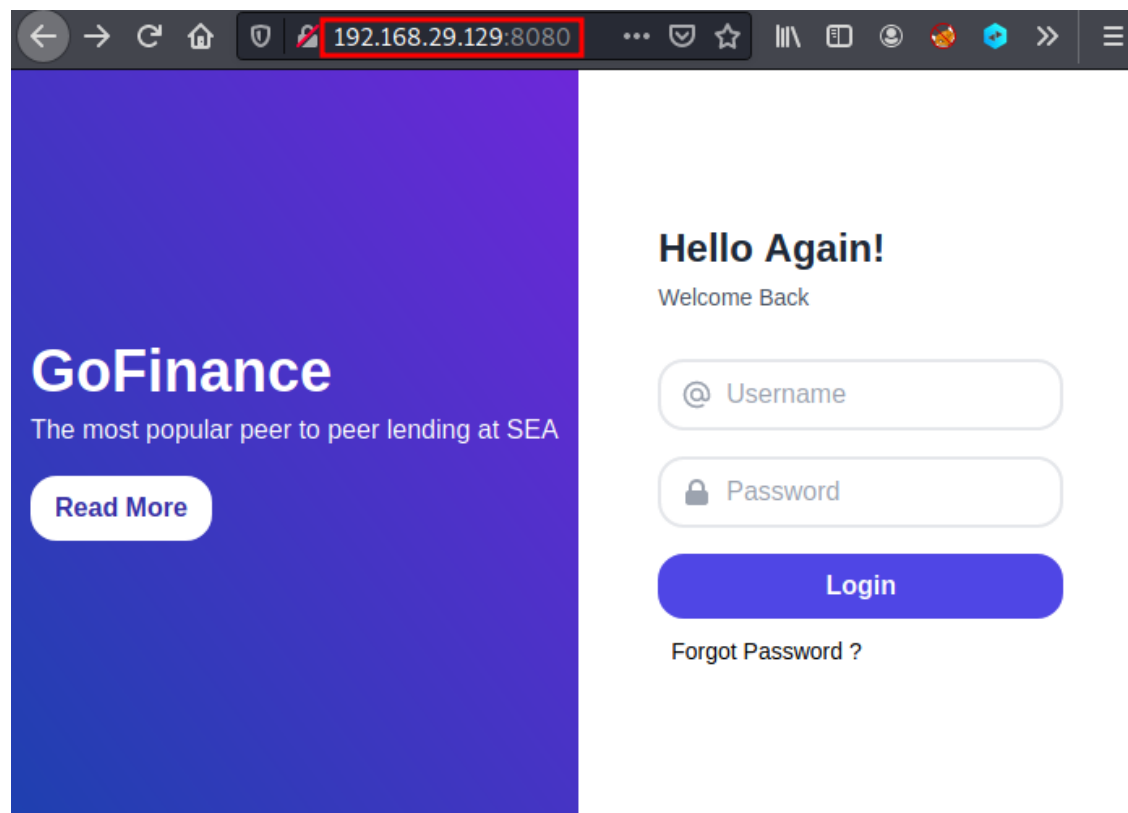 192.168.29.129:8080
GoFinance
The most popular peer to peer lending at SEA
Read More
Hello Again!
Welcome Back
Username
Password
Login
Forgot Password ?